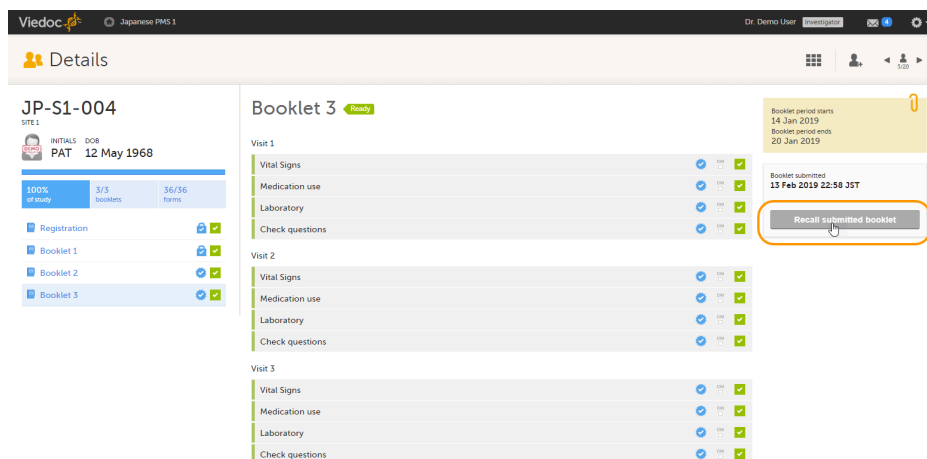 Viedoc
Japanese PMS 1
Dr. Demo User
Investigator
4
Details
5/20
JP-S1-004
SITE 1
DEMO
INITIALS DOB
PAT 12 May 1968
100% 3/3 36/36
of study booklets forms
Registration
Booklet 1
Booklet 2
Booklet 3
Booklet 3 Ready
Visit 1
Vital Signs
Medication use
Laboratory
Check questions
Visit 2
Vital Signs
Medication use
Laboratory
Check questions
Visit 3
Vital Signs
Medication use
Laboratory
Check questions
Booklet period starts
14 Jan 2019
Booklet period ends
20 Jan 2019
Booklet submitted
13 Feb 2019 22:58 JST
Recall submitted booklet